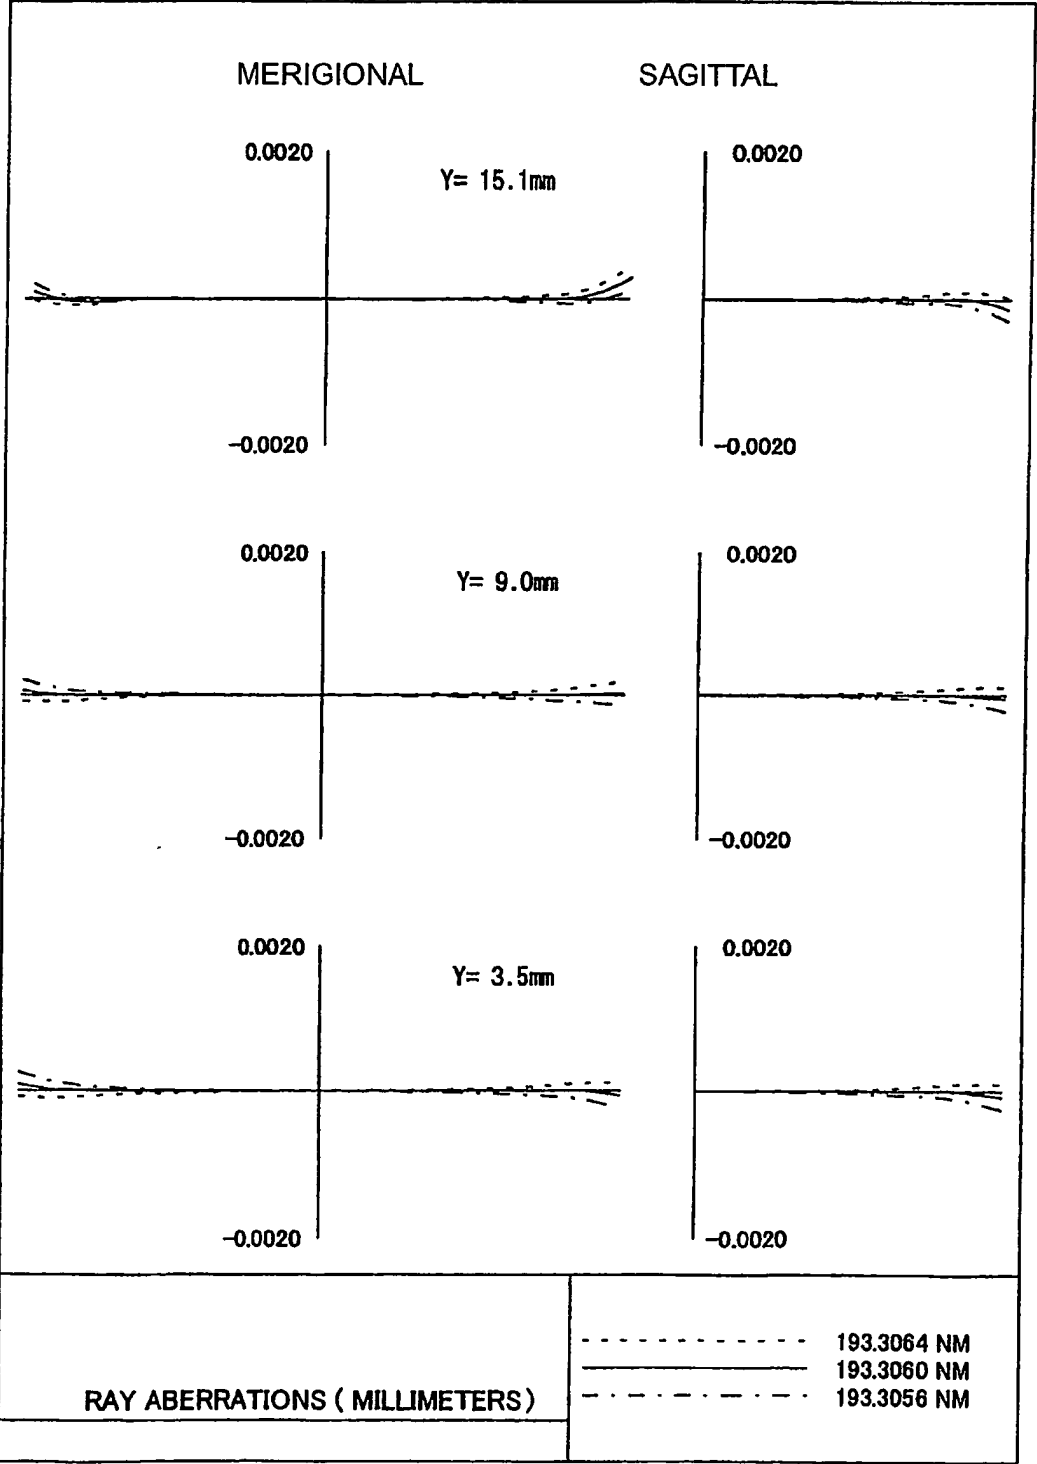 MERIGIONAL SAGITTAL
0.0020 0.0020
Y= 15.1mm
-0.0020 -0.0020
0.0020 0.0020
Y= 9.0mm
-0.0020 -0.0020
0.0020 0.0020
Y= 3.5mm
-0.0020 -0.0020
193.3064 NM
193.3060 NM
RAY ABERRATIONS ( MILLIMETERS) 193.3056 NM